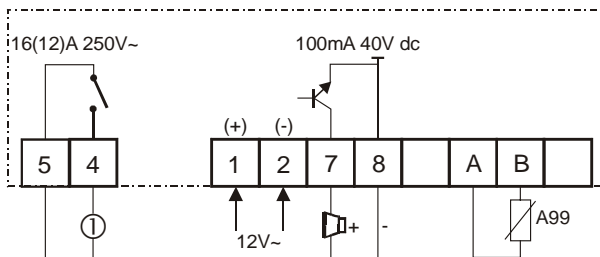 16(12)A 250V~ 100mA 40V dc
(+) (-)
5 4 1 2 7 8 A B
① 12V~ + - A99